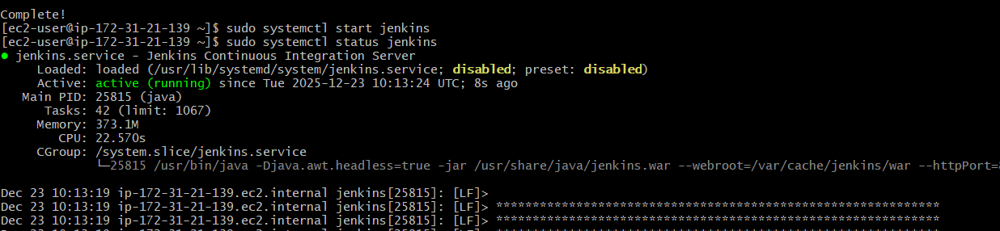 Complete!
[ec2-user@ip-172-31-21-139 ~]$ sudo systemctl start jenkins
[ec2-user@ip-172-31-21-139 ~]$ sudo systemctl status jenkins
● jenkins.service - Jenkins Continuous Integration Server
     Loaded: loaded (/usr/lib/systemd/system/jenkins.service; disabled; preset: disabled)
     Active: active (running) since Tue 2025-12-23 10:13:24 UTC; 8s ago
   Main PID: 25815 (java)
      Tasks: 42 (limit: 1067)
     Memory: 373.1M
        CPU: 22.570s
     CGroup: /system.slice/jenkins.service
             └─25815 /usr/bin/java -Djava.awt.headless=true -jar /usr/share/java/jenkins.war --webroot=/var/cache/jenkins/war --httpPort=

Dec 23 10:13:19 ip-172-31-21-139.ec2.internal jenkins[25815]: [LF]>
Dec 23 10:13:19 ip-172-31-21-139.ec2.internal jenkins[25815]: [LF]> *************************************************************
Dec 23 10:13:19 ip-172-31-21-139.ec2.internal jenkins[25815]: [LF]> *************************************************************